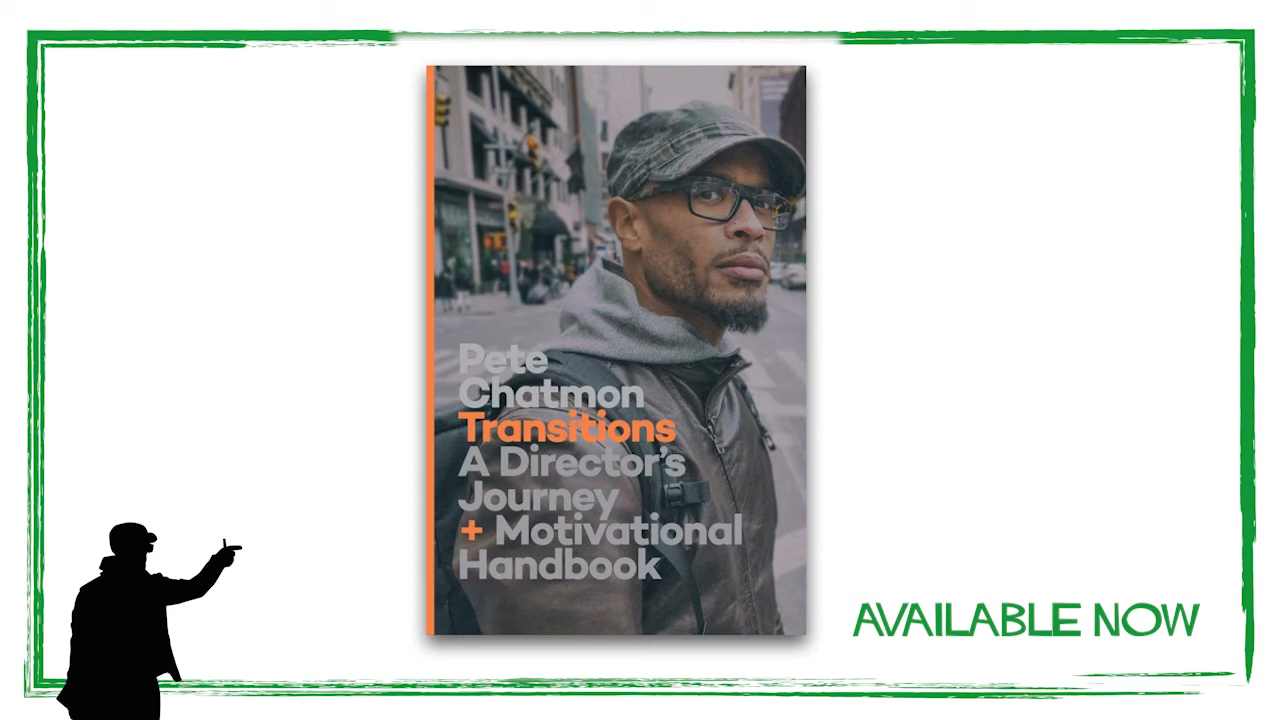 Pete
Chatmon
Transitions
A Director's
Journey
+ Motivational
Handbook
AVAILABLE NOW